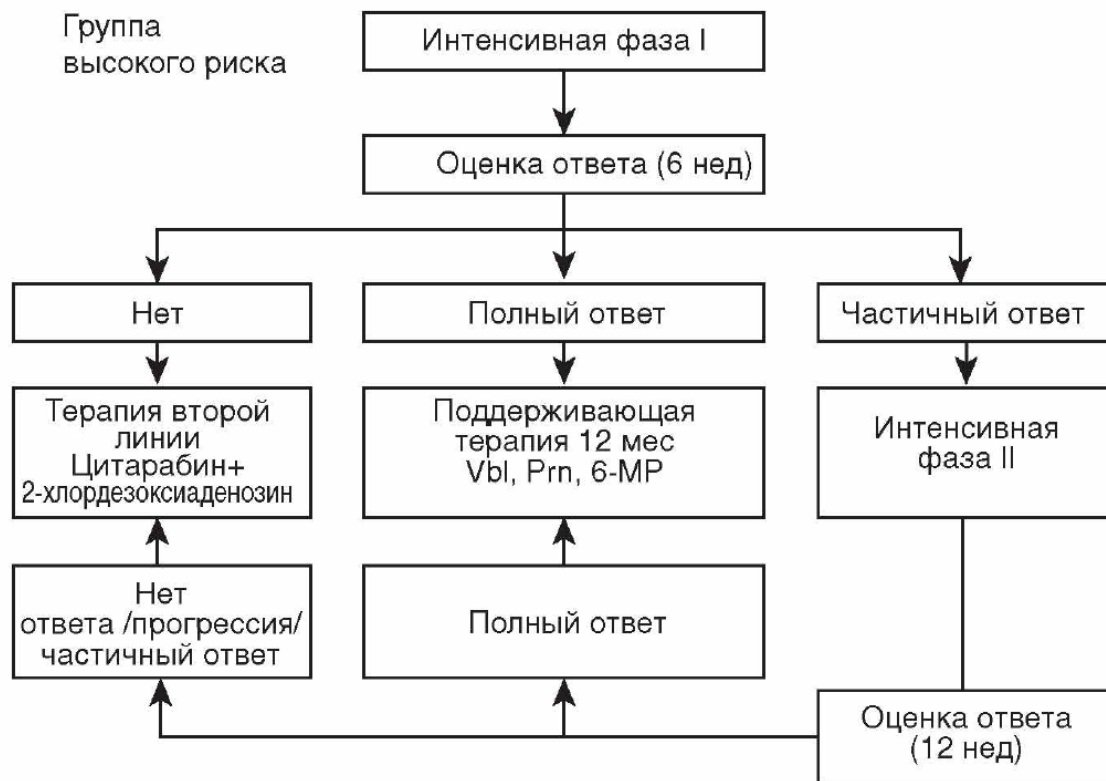 Группа
высокого риска
Интенсивная фаза I
Оценка ответа (6 нед)
Нет
Полный ответ
Частичный ответ
Терапия второй
линии
Цитарабин+
2-хлордезоксиаденозин
Поддерживающая
терапия 12 мес
Vbl, Prn, 6-MP
Интенсивная
фаза II
Нет
ответа /прогрессия/
частичный ответ
Полный ответ
Оценка ответа
(12 нед)